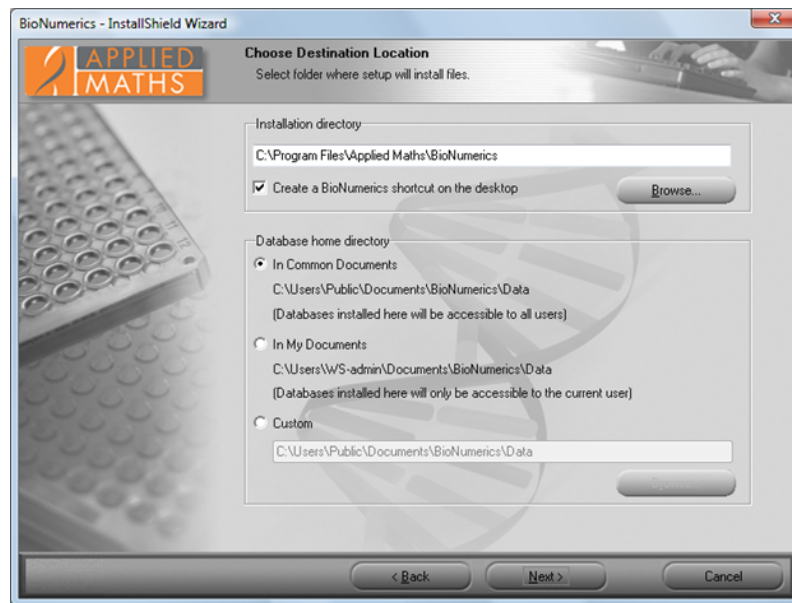 BioNumerics - InstallShield Wizard
APPLIED
MATHS
Choose Destination Location
Select folder where setup will install files.
Installation directory
C:\Program Files\Applied Maths\BioNumerics
Create a BioNumerics shortcut on the desktop
Browse...
Database home directory
In Common Documents
C:\Users\Public\Documents\BioNumerics\Data
(Databases installed here will be accessible to all users)
In My Documents
C:\Users\WS-admin\Documents\BioNumerics\Data
(Databases installed here will only be accessible to the current user)
Custom
C:\Users\Public\Documents\BioNumerics\Data
< Back
Next >
Cancel